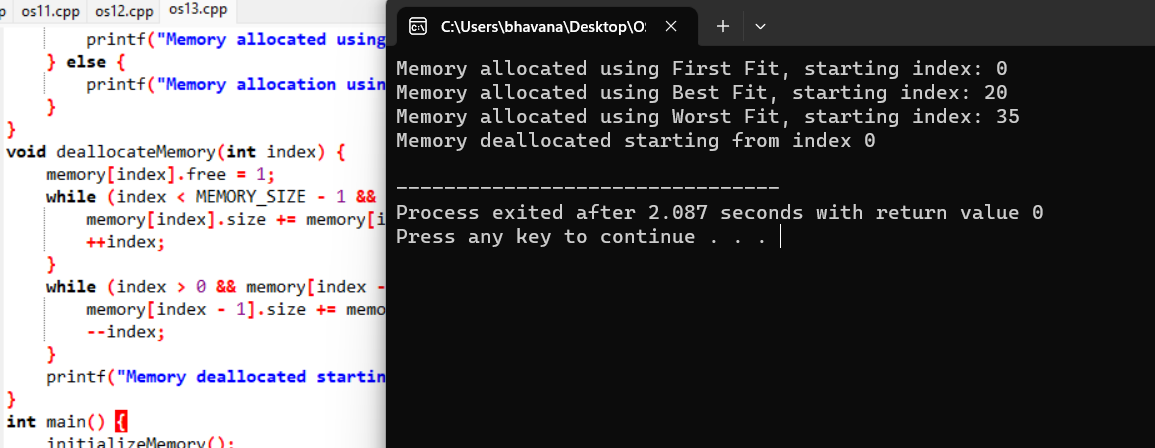 p os11.cpp os12.cpp os13.cpp
printf("Memory allocated using
} else {
printf("Memory allocation usin
}
}
void deallocateMemory(int index) {
memory[index].free = 1;
while (index < MEMORY_SIZE - 1 &&
memory[index].size += memory[i
++index;
}
while (index > 0 && memory[index -
memory[index - 1].size += memo
--index;
}
printf("Memory deallocated startin
}
int main() {
initializeMemory();
C:\Users\bhavana\Desktop\O
Memory allocated using First Fit, starting index: 0
Memory allocated using Best Fit, starting index: 20
Memory allocated using Worst Fit, starting index: 35
Memory deallocated starting from index 0
--------------------------------
Process exited after 2.087 seconds with return value 0
Press any key to continue . . .